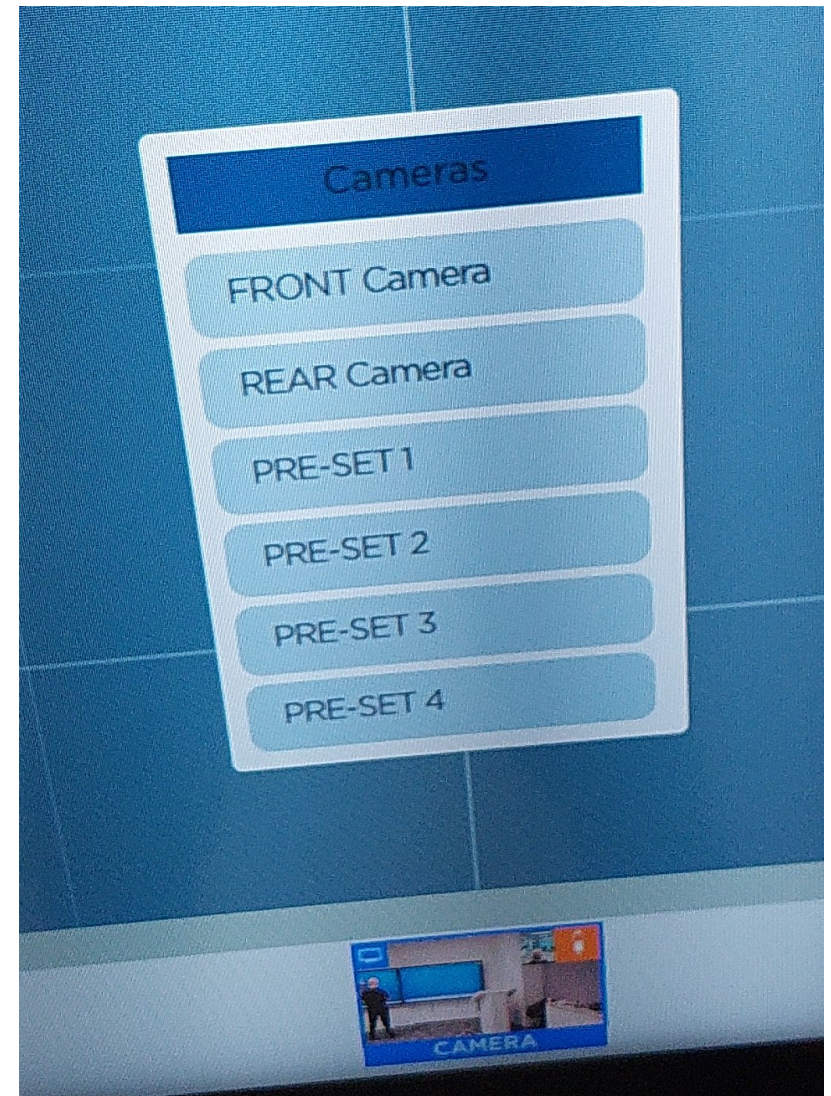 Cameras
FRONT Camera
REAR Camera
PRE-SET 1
PRE-SET 2
PRE-SET 3
PRE-SET 4
CAMERA